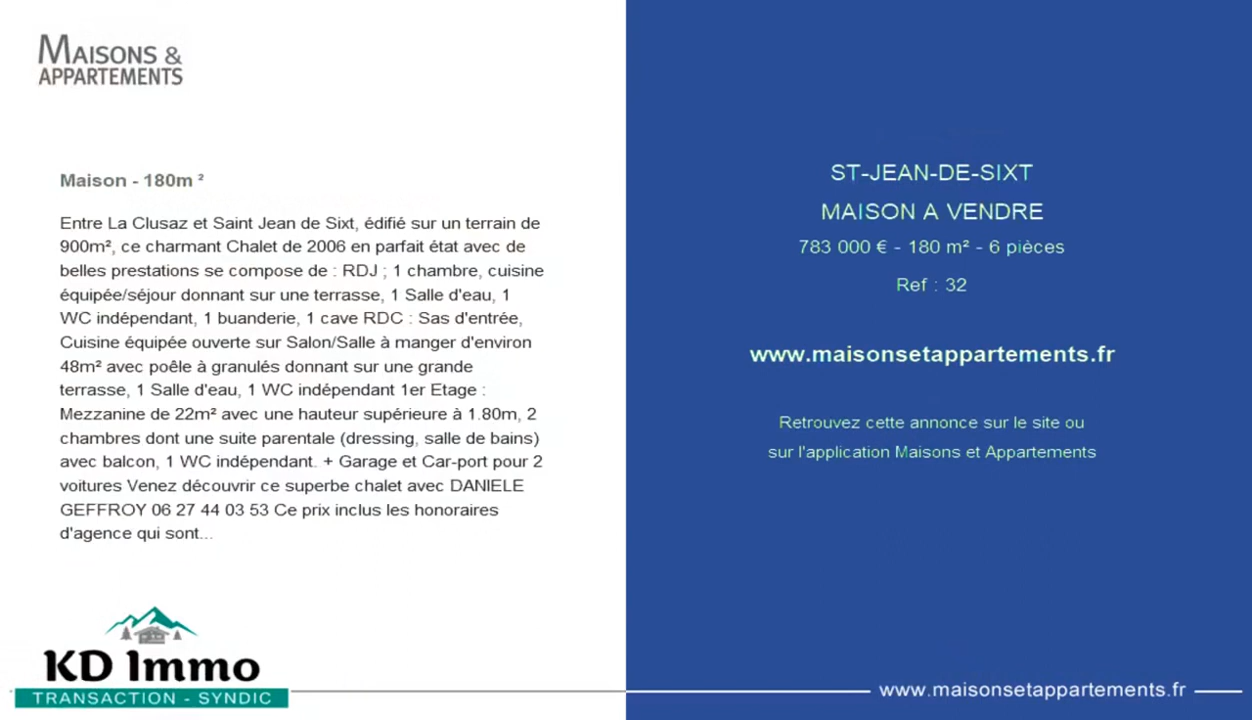 MAISONS &
APPARTEMENTS
Maison - 180m ²
Entre La Clusaz et Saint Jean de Sixt, édifié sur un terrain de
900m², ce charmant Chalet de 2006 en parfait état avec de
belles prestations se compose de : RDJ ; 1 chambre, cuisine
équipée/séjour donnant sur une terrasse, 1 Salle d'eau, 1
WC indépendant, 1 buanderie, 1 cave RDC : Sas d'entrée,
Cuisine équipée ouverte sur Salon/Salle à manger d'environ
48m² avec poêle à granulés donnant sur une grande
terrasse, 1 Salle d'eau, 1 WC indépendant 1er Etage :
Mezzanine de 22m² avec une hauteur supérieure à 1.80m, 2
chambres dont une suite parentale (dressing, salle de bains)
avec balcon, 1 WC indépendant. + Garage et Car-port pour 2
voitures Venez découvrir ce superbe chalet avec DANIELE
GEFFROY 06 27 44 03 53 Ce prix inclus les honoraires
d'agence qui sont...
KD Immo
TRANSACTION - SYNDIC
ST-JEAN-DE-SIXT
MAISON A VENDRE
783 000 € - 180 m² - 6 pièces
Ref : 32
www.maisonsetappartements.fr
Retrouvez cette annonce sur le site ou
sur l'application Maisons et Appartements
www.maisonsetappartements.fr